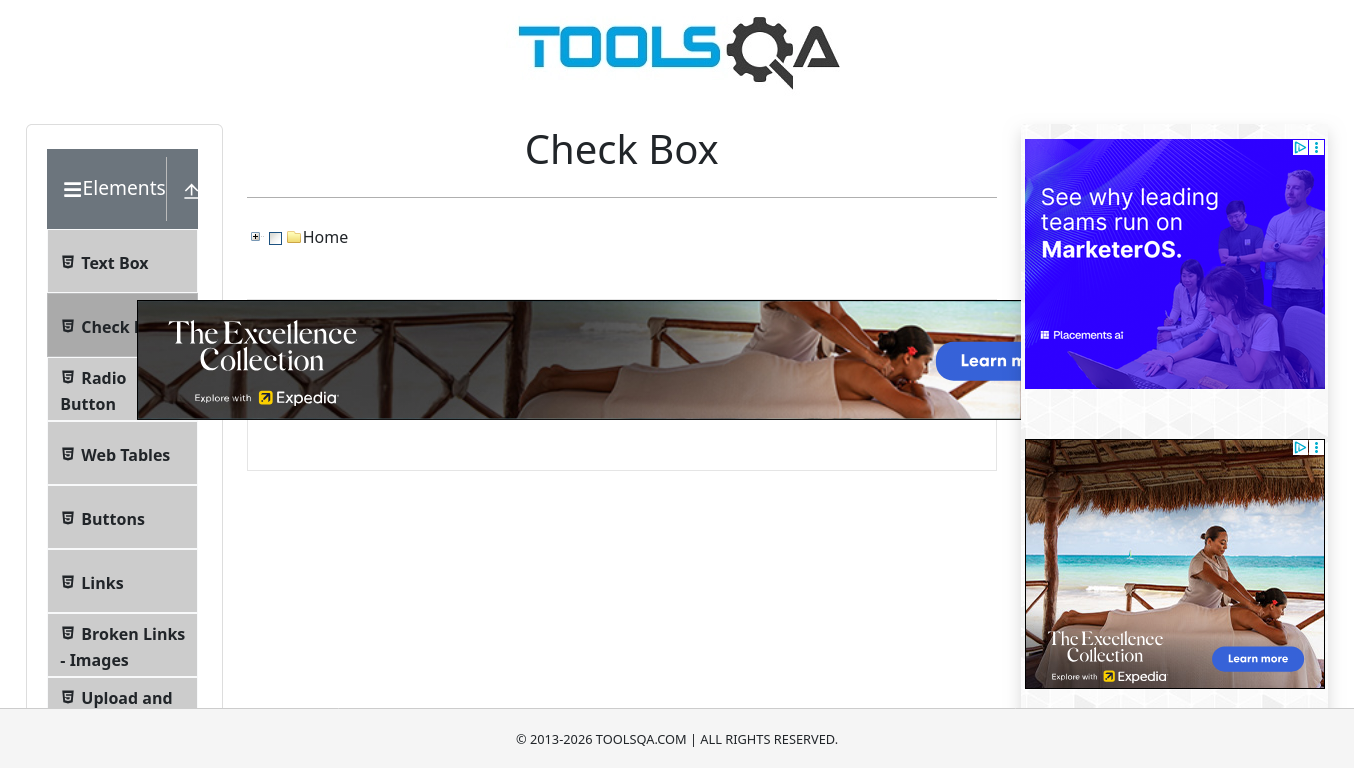 TOOLSQA
Check Box
Elements
Text Box
Check
Radio
Button
Web Tables
Buttons
Links
Broken Links
- Images
Upload and
Home
The Excellence
Collection
Explore with Expedia
Learn
See why leading
teams run on
MarketerOS.
Placements ai
The Excellence
Collection
Explore with Expedia
Learn more
© 2013-2026 TOOLSQA.COM | ALL RIGHTS RESERVED.